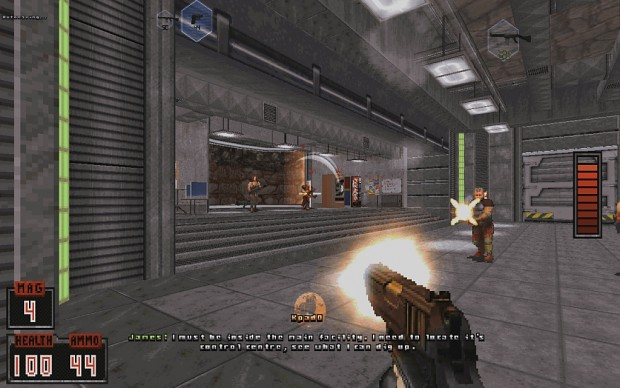 MAG
4
RpadO
James: I must be inside the main facility. I need to locate it's
control centre, see what I can dig up.
HEALTH
AMMO
100
44